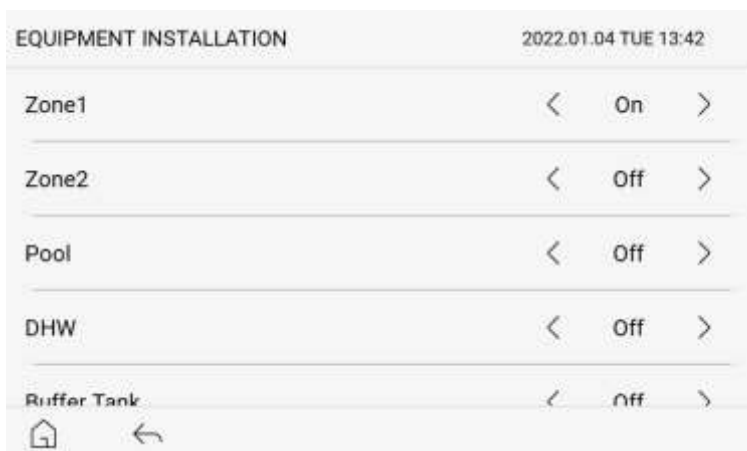 EQUIPMENT INSTALLATION 2022.01.04 TUE 13:42
Zone1 On
Zone2 Off
Pool Off
DHW Off
Buffer Tank Off